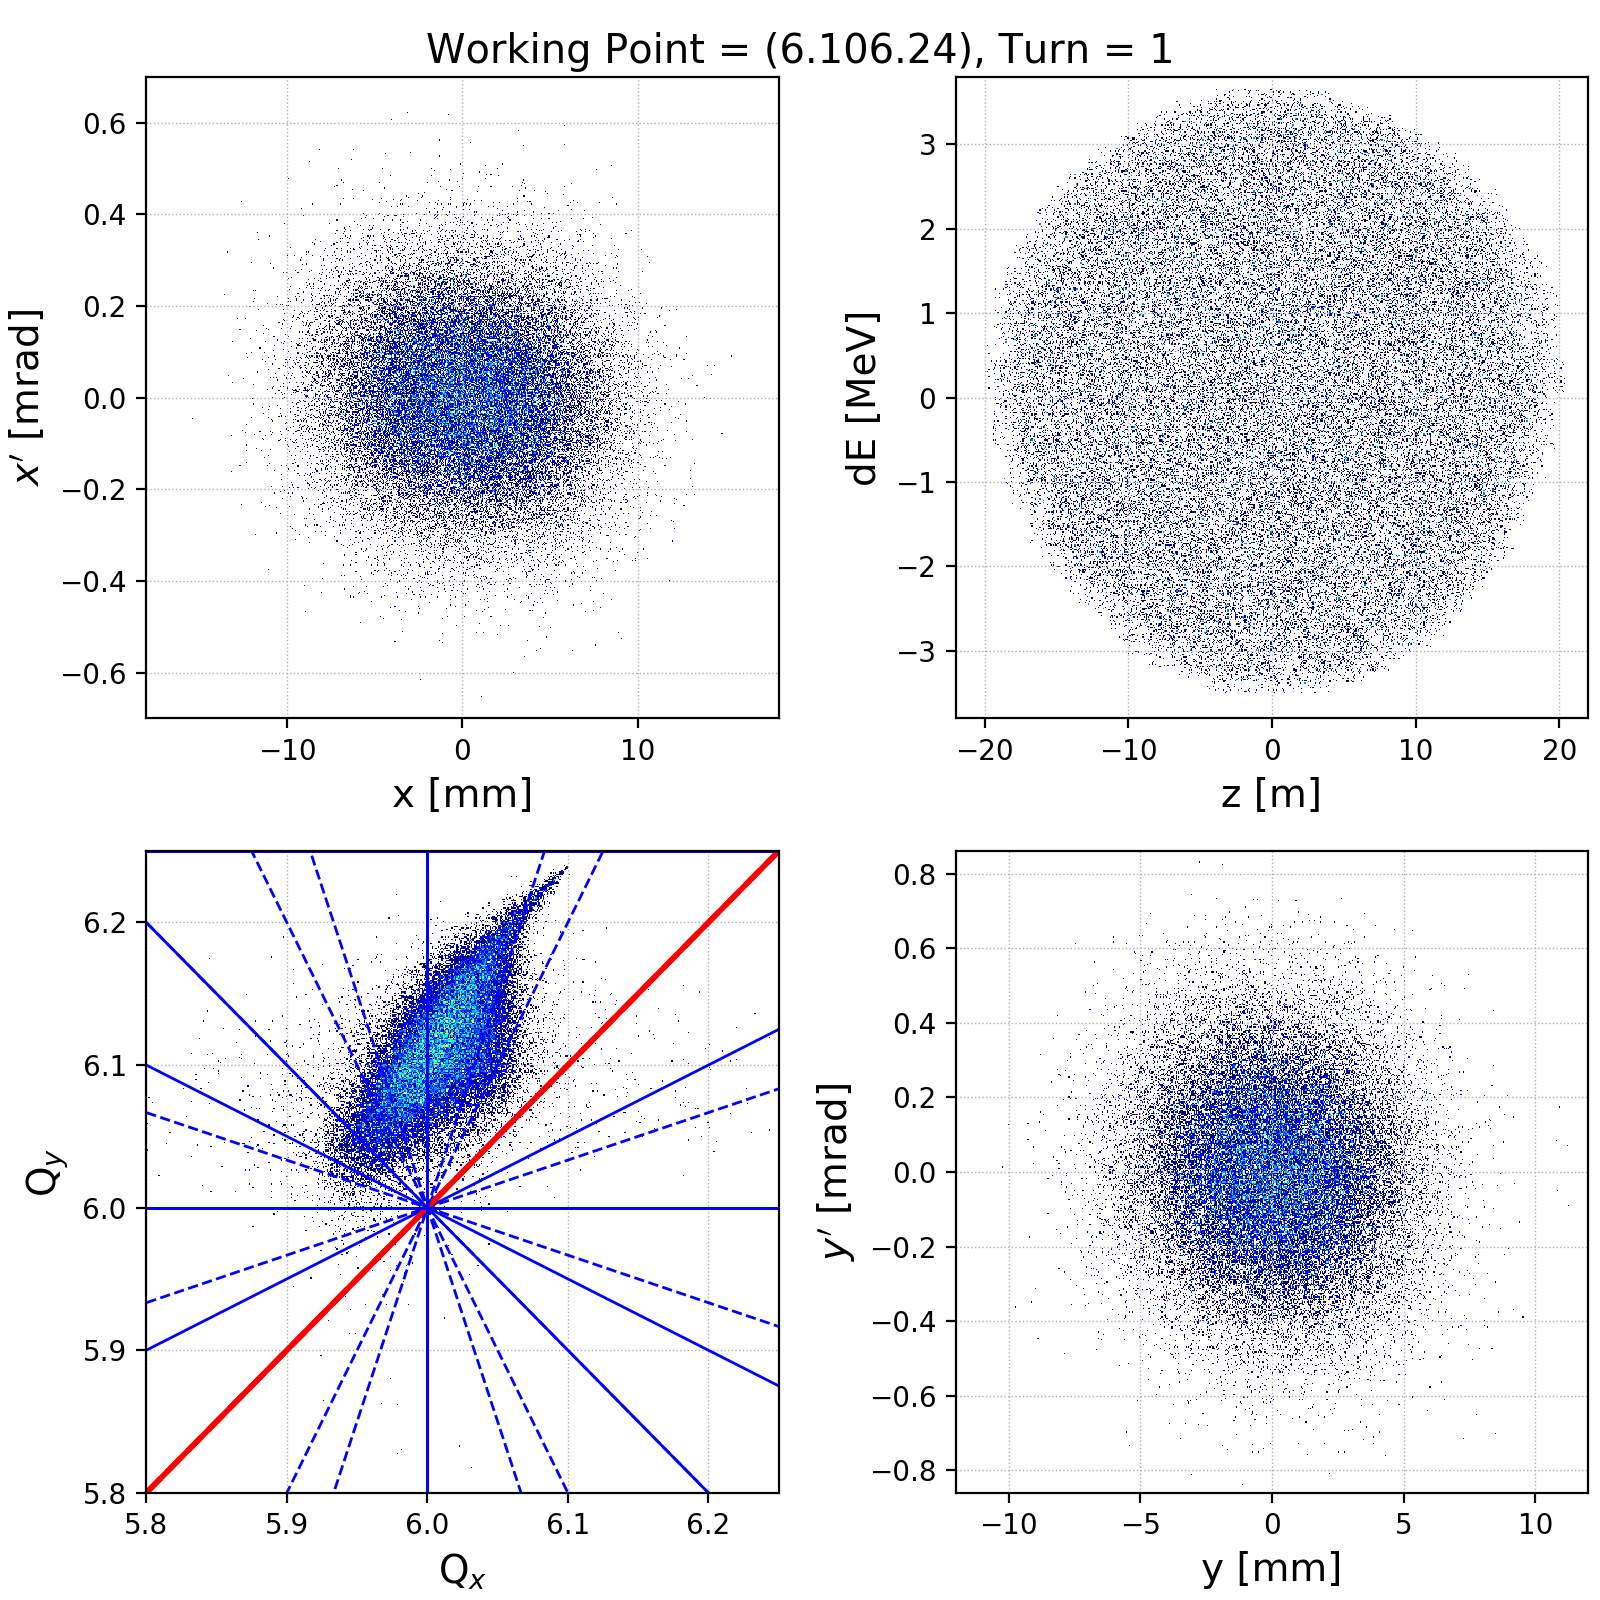 Working Point = (6.106.24), Turn = 1
0.6
0.4
0.2
0.0
−0.2
−0.4
−0.6
x′ [mrad]
−10 0 10
x [mm]
3
2
1
0
−1
−2
−3
dE [MeV]
−20 −10 0 10 20
z [m]
6.2
6.1
6.0
5.9
5.8
Qy
5.8 5.9 6.0 6.1 6.2
Qx
0.8
0.6
0.4
0.2
0.0
−0.2
−0.4
−0.6
−0.8
y′ [mrad]
−10 −5 0 5 10
y [mm]